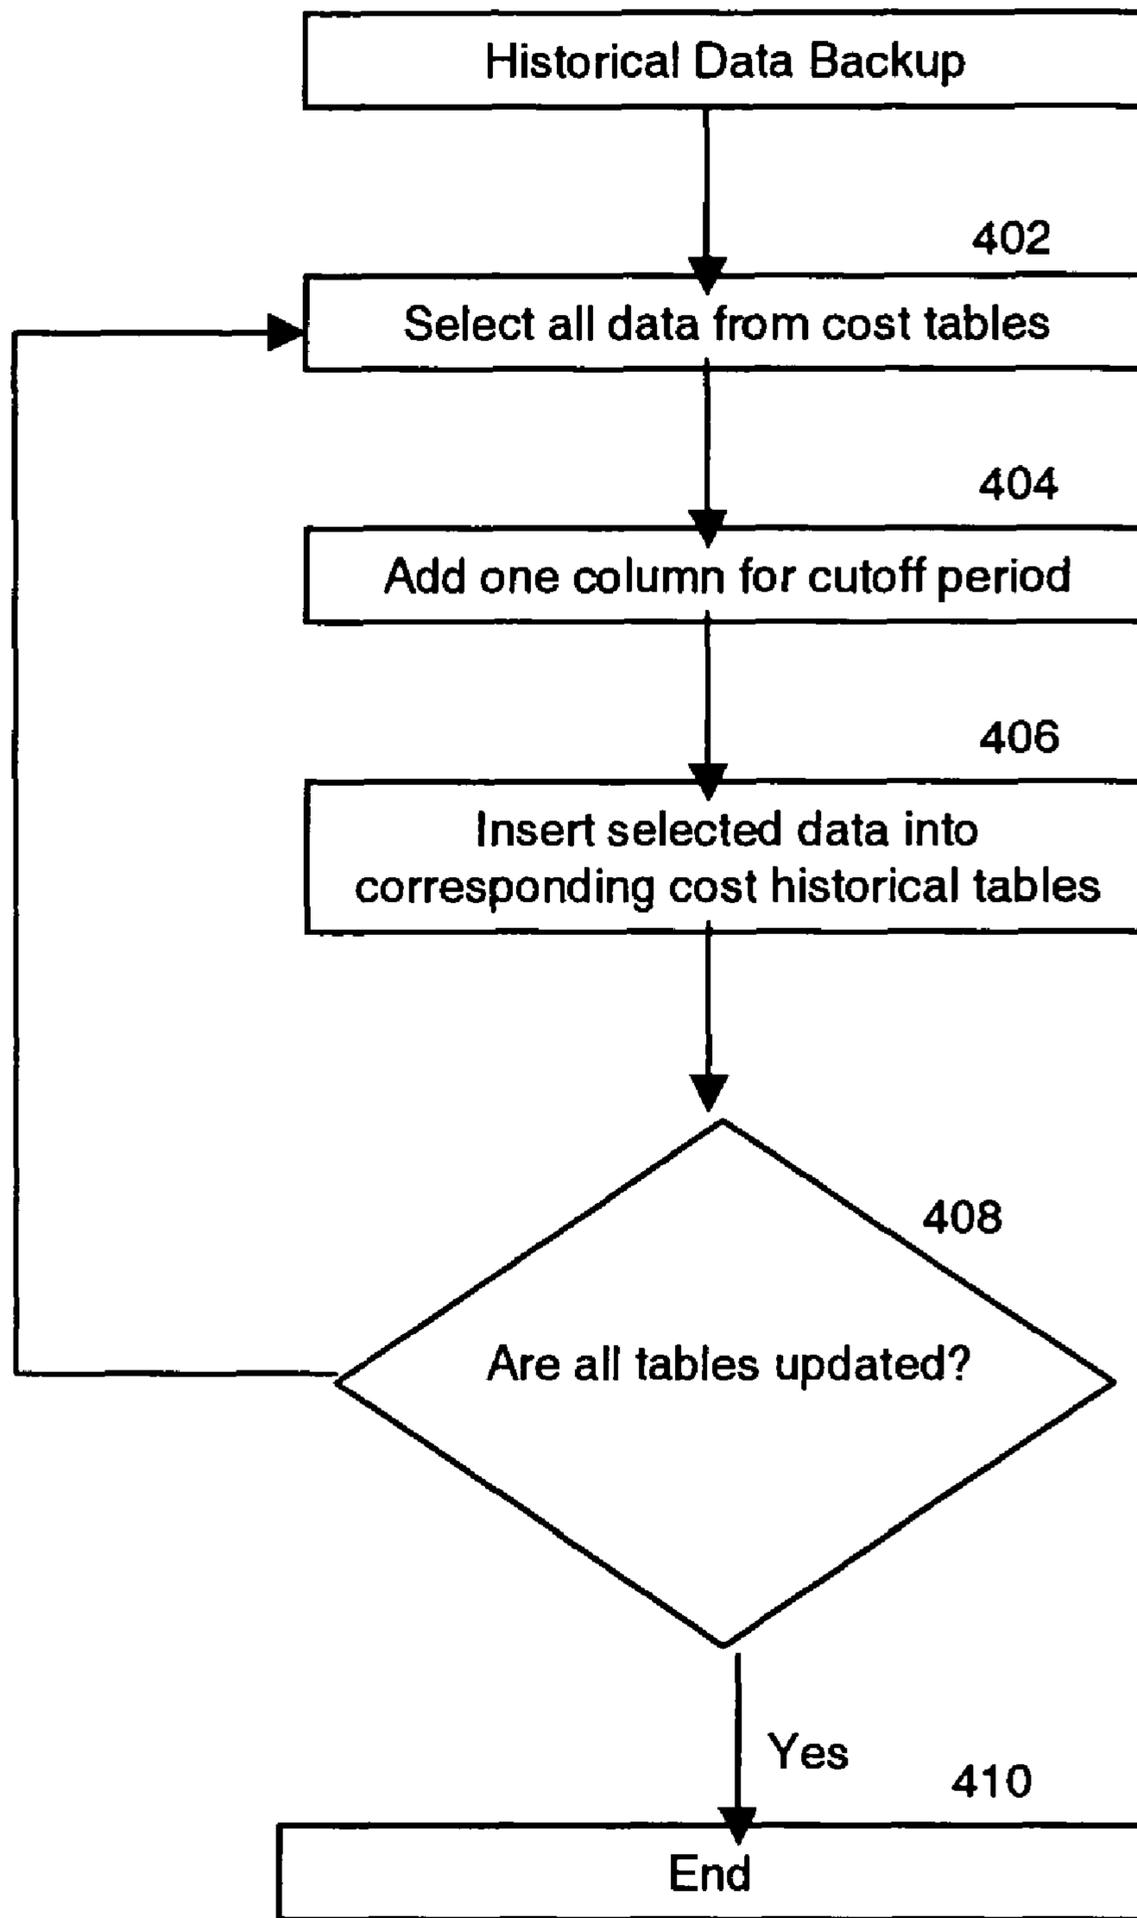 Historical Data Backup
402
Select all data from cost tables
404
Add one column for cutoff period
406
Insert selected data into
corresponding cost historical tables
408
Are all tables updated?
Yes
410
End